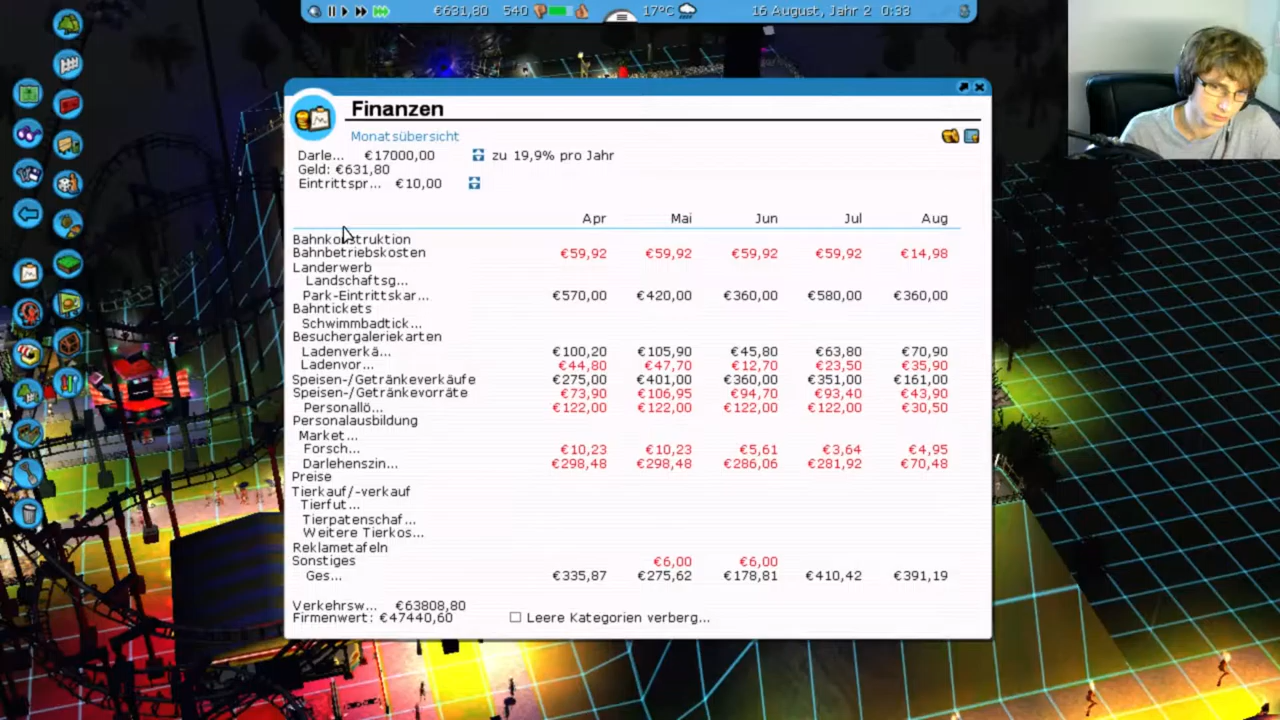 €631,80 540 17°C 16 August, Jahr 2 0:33
Finanzen
Monatsübersicht
Darle... €17000,00 zu 19,9% pro Jahr
Geld: €631,80
Eintrittspr... €10,00
Apr Mai Jun Jul Aug
Bahnkonstruktion
Bahnbetriebskosten €59,92 €59,92 €59,92 €59,92 €14,98
Landerwerb
Landschaftsg...
Park-Eintrittskar... €570,00 €420,00 €360,00 €580,00 €360,00
Bahntickets
Schwimmbadtick...
Besuchergaleriekarten
Ladenverkä... €100,20 €105,90 €45,80 €63,80 €70,90
Ladenvor... €44,80 €47,70 €12,70 €23,50 €35,90
Speisen-/Getränkeverkäufe €275,00 €401,00 €360,00 €351,00 €161,00
Speisen-/Getränkevorräte €73,90 €106,95 €94,70 €93,40 €43,90
Personallö... €122,00 €122,00 €122,00 €122,00 €30,50
Personalausbildung
Market...
Forsch... €10,23 €10,23 €5,61 €3,64 €4,95
Darlehenszin... €298,48 €298,48 €286,06 €281,92 €70,48
Preise
Tierkauf/-verkauf
Tierfut...
Tierpatenschaf...
Weitere Tierkos...
Reklametafeln
Sonstiges €6,00 €6,00
Ges... €335,87 €275,62 €178,81 €410,42 €391,19
Verkehrsw... €63808,80
Firmenwert: €47440,60 Leere Kategorien verberg...